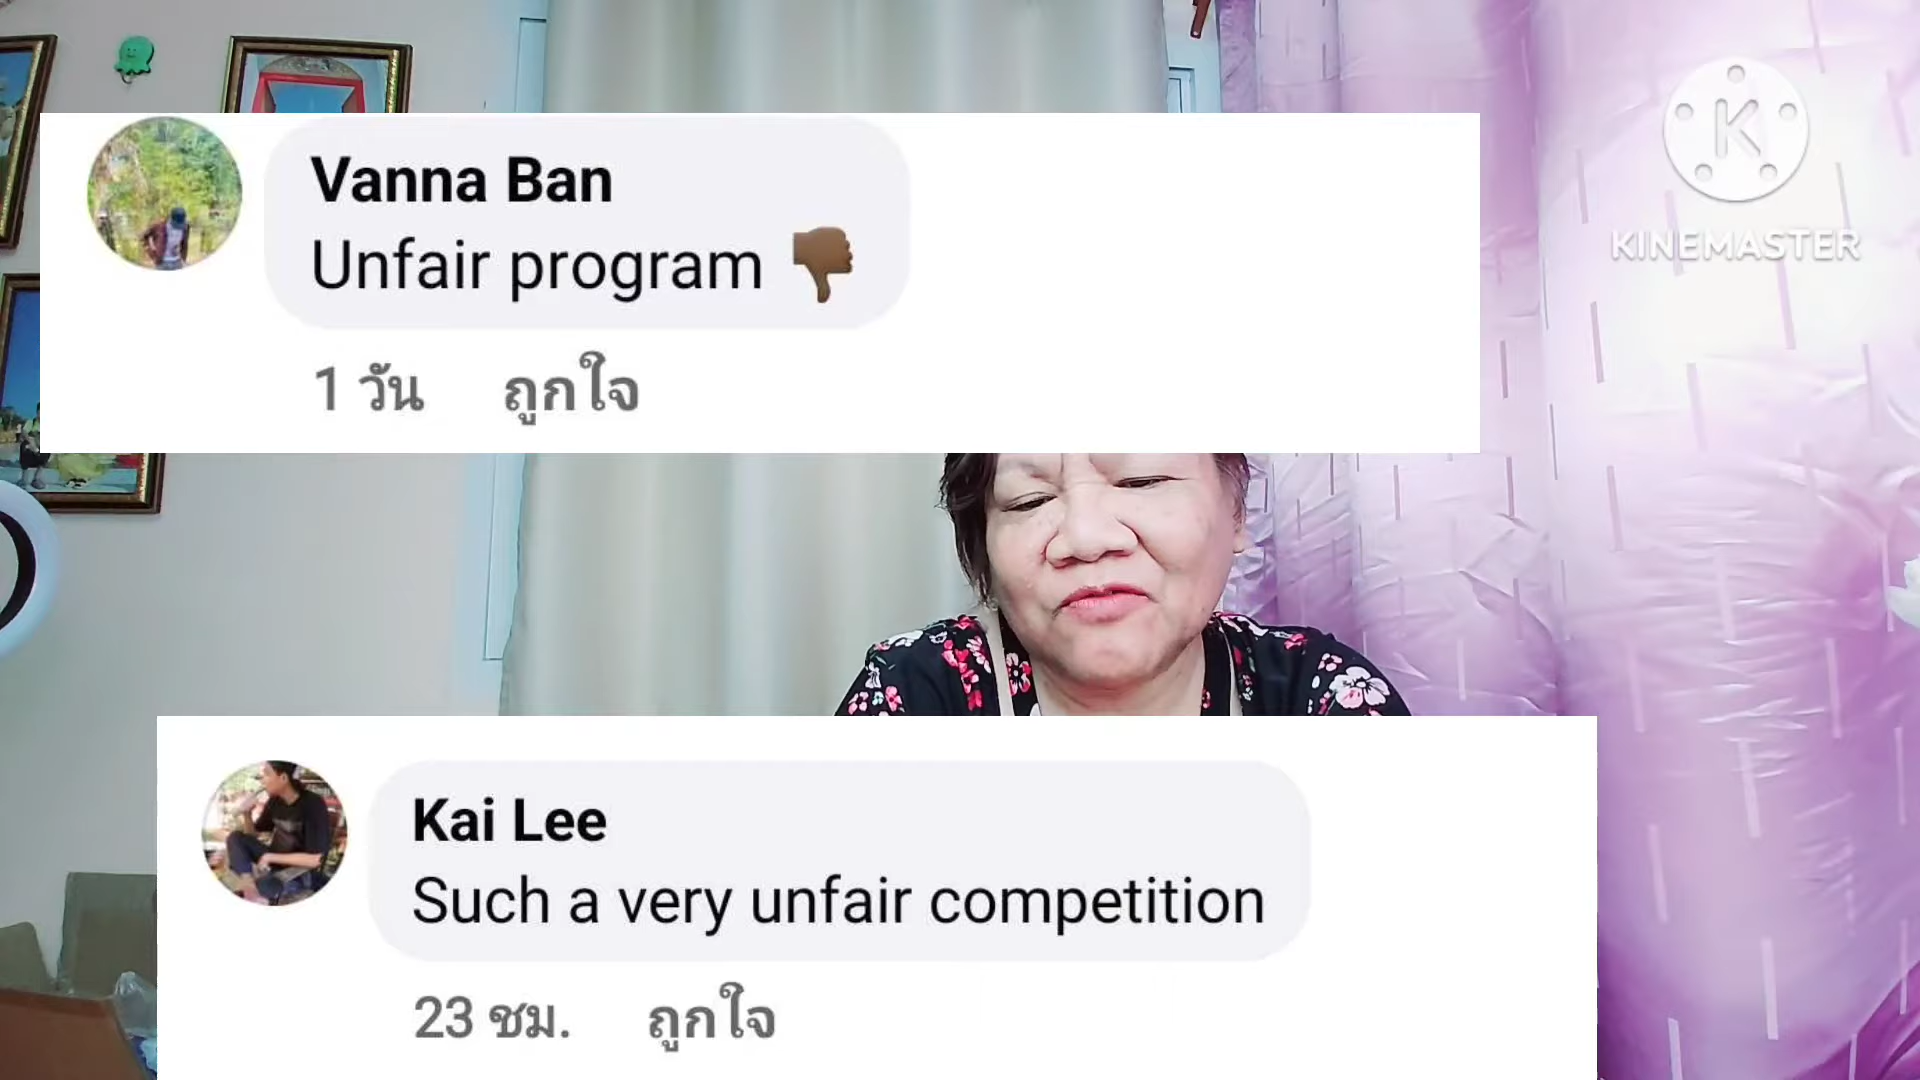 Vanna Ban
Unfair program 👎🏾
1 วัน ถูกใจ
K
KINEMASTER
Kai Lee
Such a very unfair competition
23 ชม. ถูกใจ